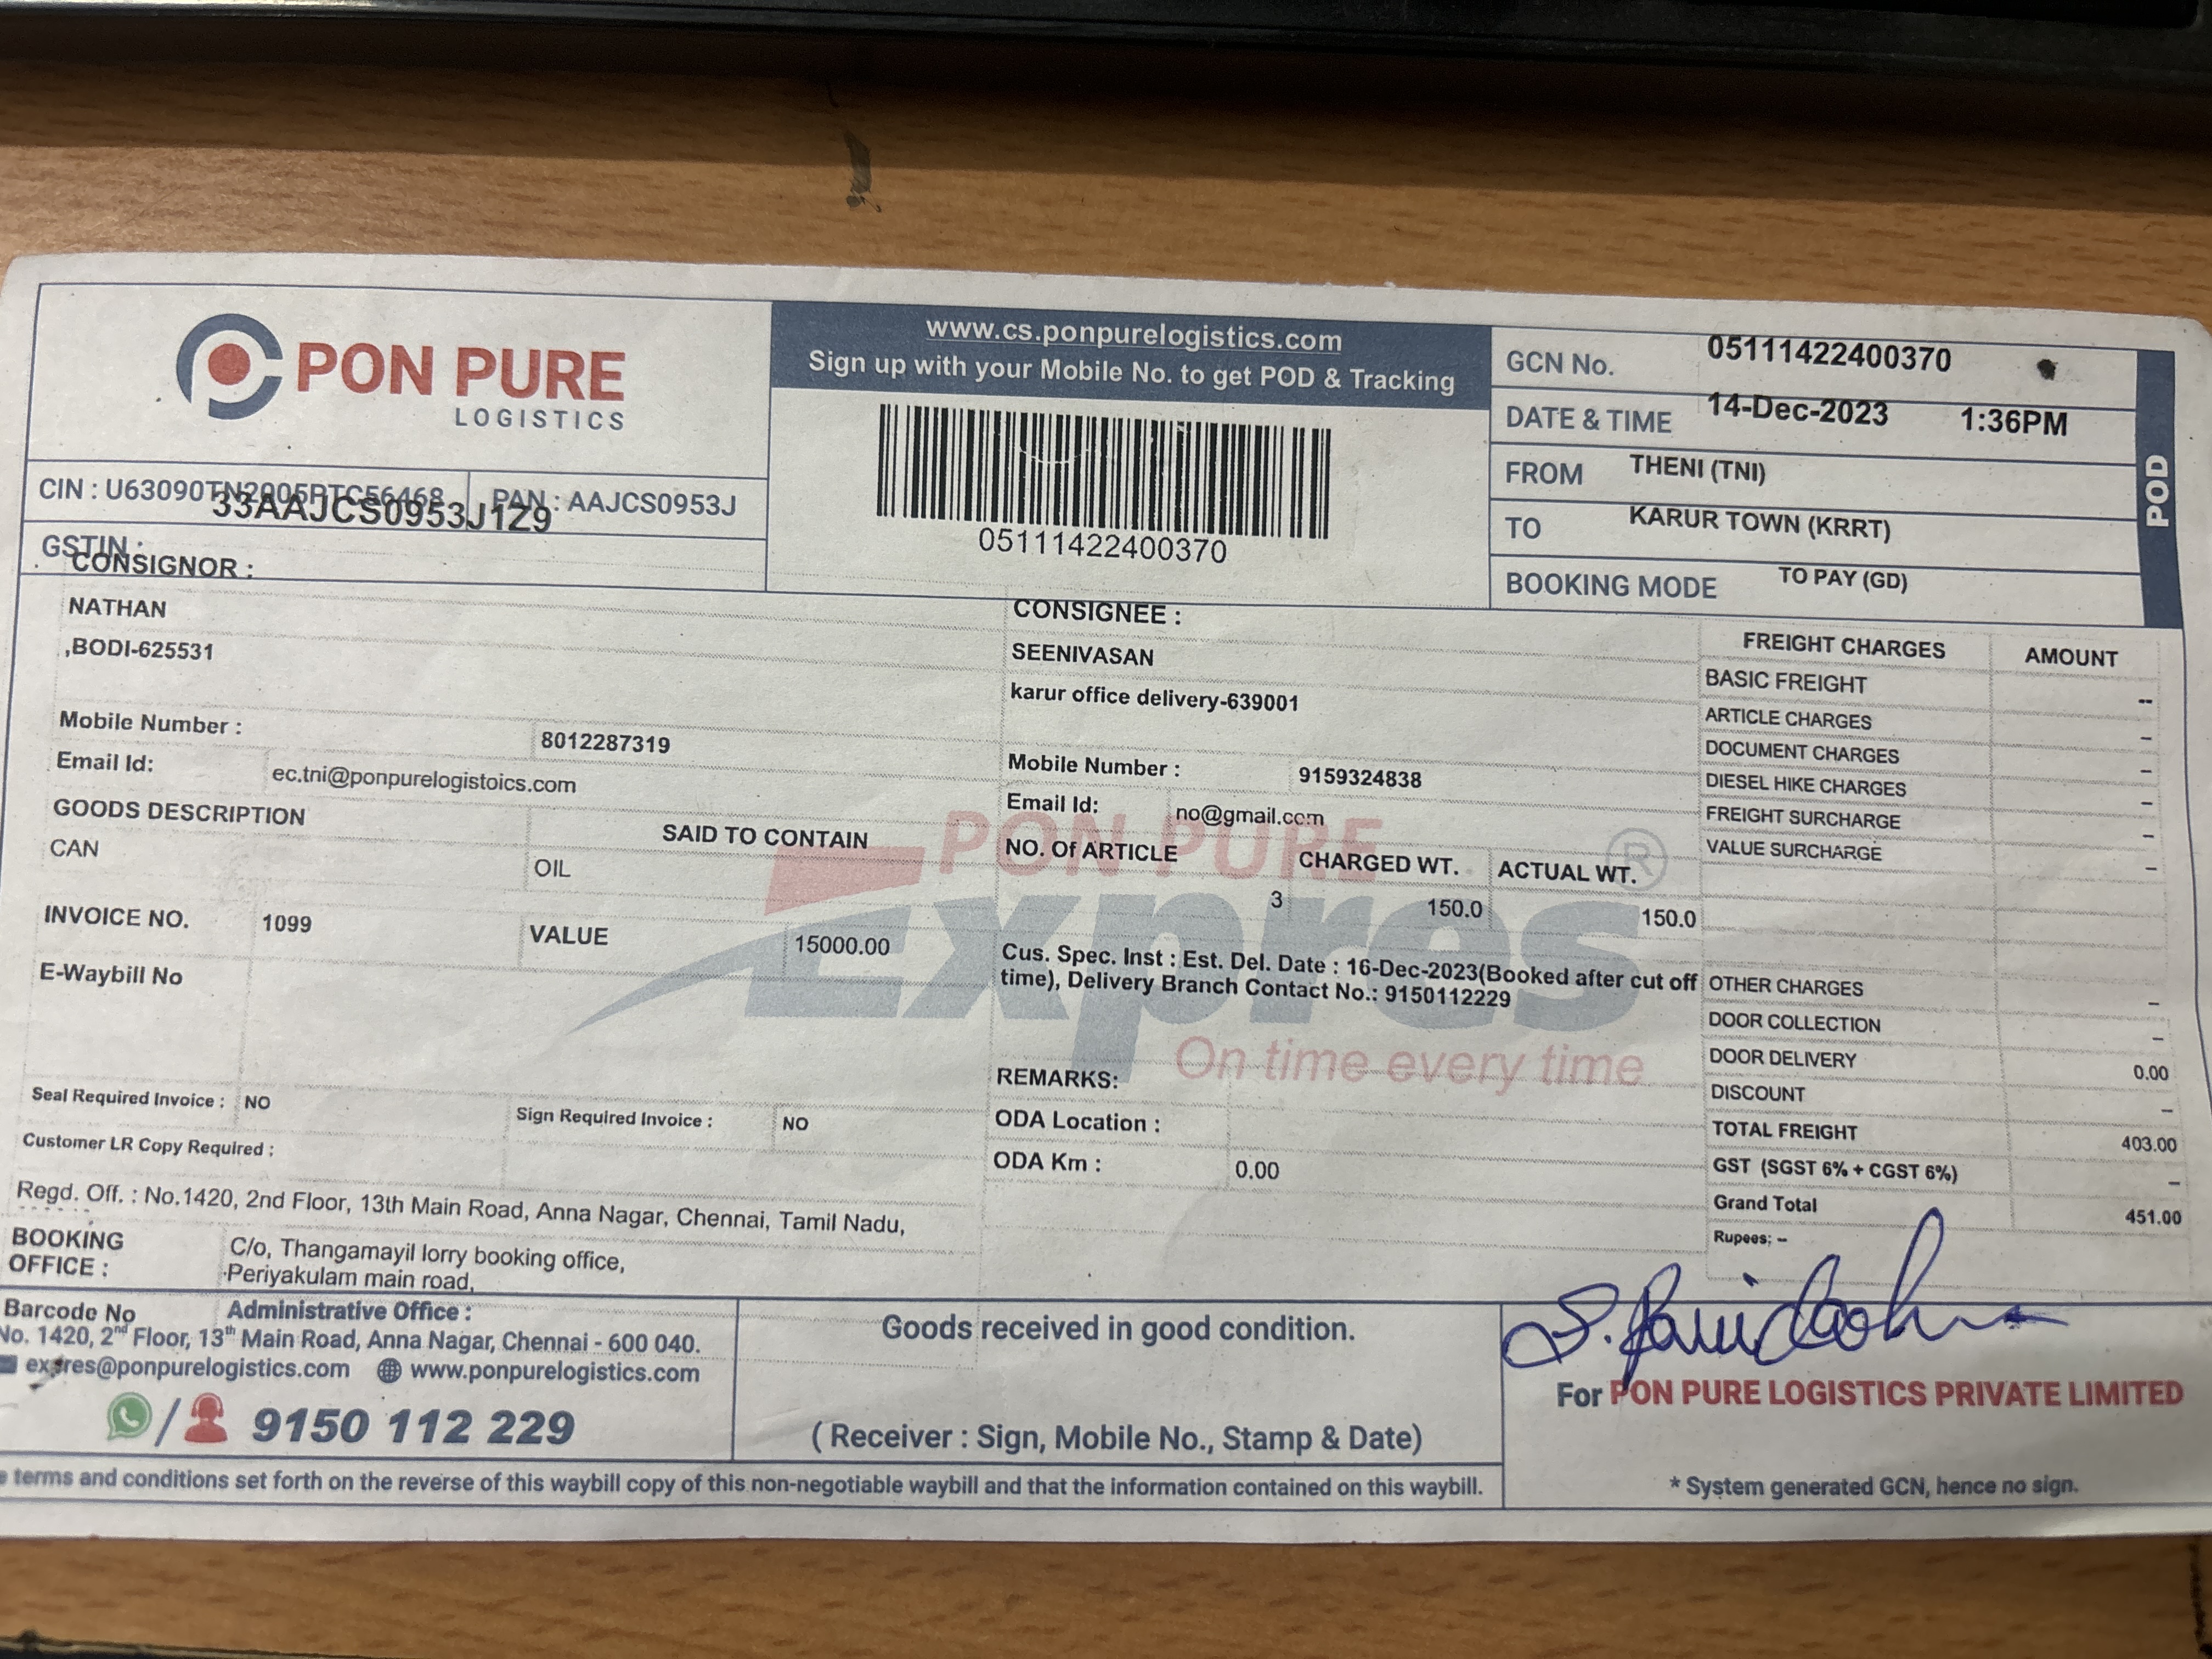 PON PURE
LOGISTICS
www.cs.ponpurelogistics.com
Sign up with your Mobile No. to get POD & Tracking
05111422400370
GCN No. 05111422400370
DATE & TIME 14-Dec-2023 1:36PM
FROM THENI (TNI)
TO KARUR TOWN (KRRT)
BOOKING MODE TO PAY (GD)
POD
CIN : U63090TN2005PTC56468 PAN : AAJCS0953J
33AAJCS0953J1Z9
GSTIN :
CONSIGNOR :
NATHAN
,BODI-625531
Mobile Number : 8012287319
Email Id: ec.tni@ponpurelogistoics.com
CONSIGNEE :
SEENIVASAN
karur office delivery-639001
Mobile Number : 9159324838
Email Id: no@gmail.com
GOODS DESCRIPTION SAID TO CONTAIN
CAN OIL
NO. Of ARTICLE CHARGED WT. ACTUAL WT.
3 150.0 150.0
INVOICE NO. 1099 VALUE 15000.00
E-Waybill No
Cus. Spec. Inst : Est. Del. Date : 16-Dec-2023(Booked after cut off
time), Delivery Branch Contact No.: 9150112229
PON PURE
Expres ®
On time every time
Seal Required Invoice : NO Sign Required Invoice : NO
Customer LR Copy Required :
REMARKS:
ODA Location :
ODA Km : 0.00
FREIGHT CHARGES AMOUNT
BASIC FREIGHT --
ARTICLE CHARGES –
DOCUMENT CHARGES –
DIESEL HIKE CHARGES –
FREIGHT SURCHARGE –
VALUE SURCHARGE –
OTHER CHARGES –
DOOR COLLECTION –
DOOR DELIVERY 0.00
DISCOUNT –
TOTAL FREIGHT 403.00
GST (SGST 6% + CGST 6%) –
Grand Total 451.00
Rupees: –
Regd. Off. : No.1420, 2nd Floor, 13th Main Road, Anna Nagar, Chennai, Tamil Nadu,
BOOKING OFFICE : C/o, Thangamayil lorry booking office,
Periyakulam main road,
Barcode No Administrative Office :
No. 1420, 2nd Floor, 13th Main Road, Anna Nagar, Chennai - 600 040.
expres@ponpurelogistics.com www.ponpurelogistics.com
/ 9150 112 229
Goods received in good condition.
( Receiver : Sign, Mobile No., Stamp & Date)
For PON PURE LOGISTICS PRIVATE LIMITED
* System generated GCN, hence no sign.
terms and conditions set forth on the reverse of this waybill copy of this non-negotiable waybill and that the information contained on this waybill.